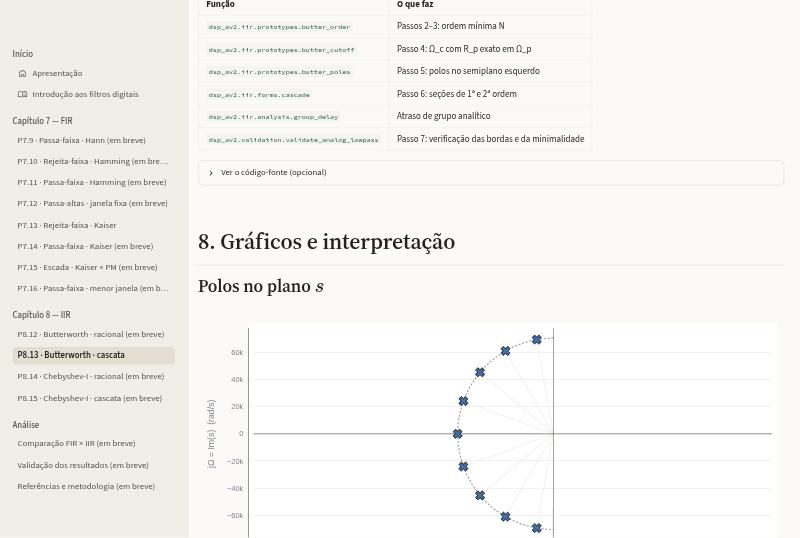 Início
Apresentação
Introdução aos filtros digitais
Capítulo 7 — FIR
P7.9 · Passa-faixa · Hann (em breve)
P7.10 · Rejeita-faixa · Hamming (em bre…
P7.11 · Passa-faixa · Hamming (em breve)
P7.12 · Passa-altas · janela fixa (em breve)
P7.13 · Rejeita-faixa · Kaiser
P7.14 · Passa-faixa · Kaiser (em breve)
P7.15 · Escada · Kaiser × PM (em breve)
P7.16 · Passa-faixa · menor janela (em b…
Capítulo 8 — IIR
P8.12 · Butterworth · racional (em breve)
P8.13 · Butterworth · cascata
P8.14 · Chebyshev-I · racional (em breve)
P8.15 · Chebyshev-I · cascata (em breve)
Análise
Comparação FIR × IIR (em breve)
Validação dos resultados (em breve)
Referências e metodologia (em breve)
Função O que faz
dsp_av2.iir.prototypes.butter_order Passos 2–3: ordem mínima N
dsp_av2.iir.prototypes.butter_cutoff Passo 4: Ω_c com R_p exato em Ω_p
dsp_av2.iir.prototypes.butter_poles Passo 5: polos no semiplano esquerdo
dsp_av2.iir.forms.cascade Passo 6: seções de 1ª e 2ª ordem
dsp_av2.iir.analysis.group_delay Atraso de grupo analítico
dsp_av2.validation.validate_analog_lowpass Passo 7: verificação das bordas e da minimalidade
Ver o código-fonte (opcional)
8. Gráficos e interpretação
Polos no plano s
60k
40k
20k
0
−20k
−40k
−60k
jΩ = Im(s) (rad/s)